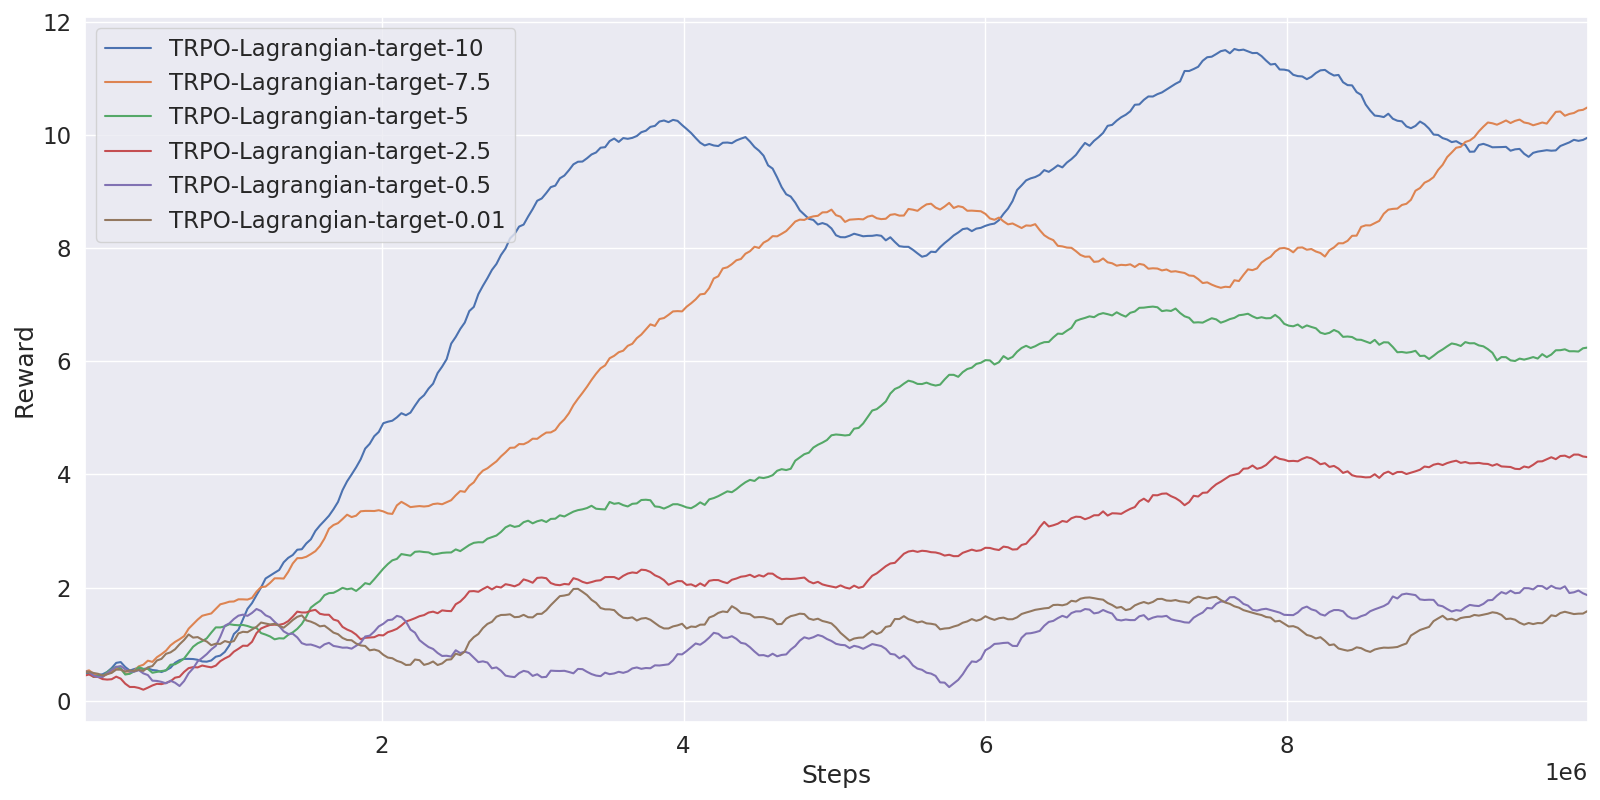 12
10
8
6
4
2
0
Reward
TRPO-Lagrangian-target-10
TRPO-Lagrangian-target-7.5
TRPO-Lagrangian-target-5
TRPO-Lagrangian-target-2.5
TRPO-Lagrangian-target-0.5
TRPO-Lagrangian-target-0.01
2 4 6 8
1e6
Steps